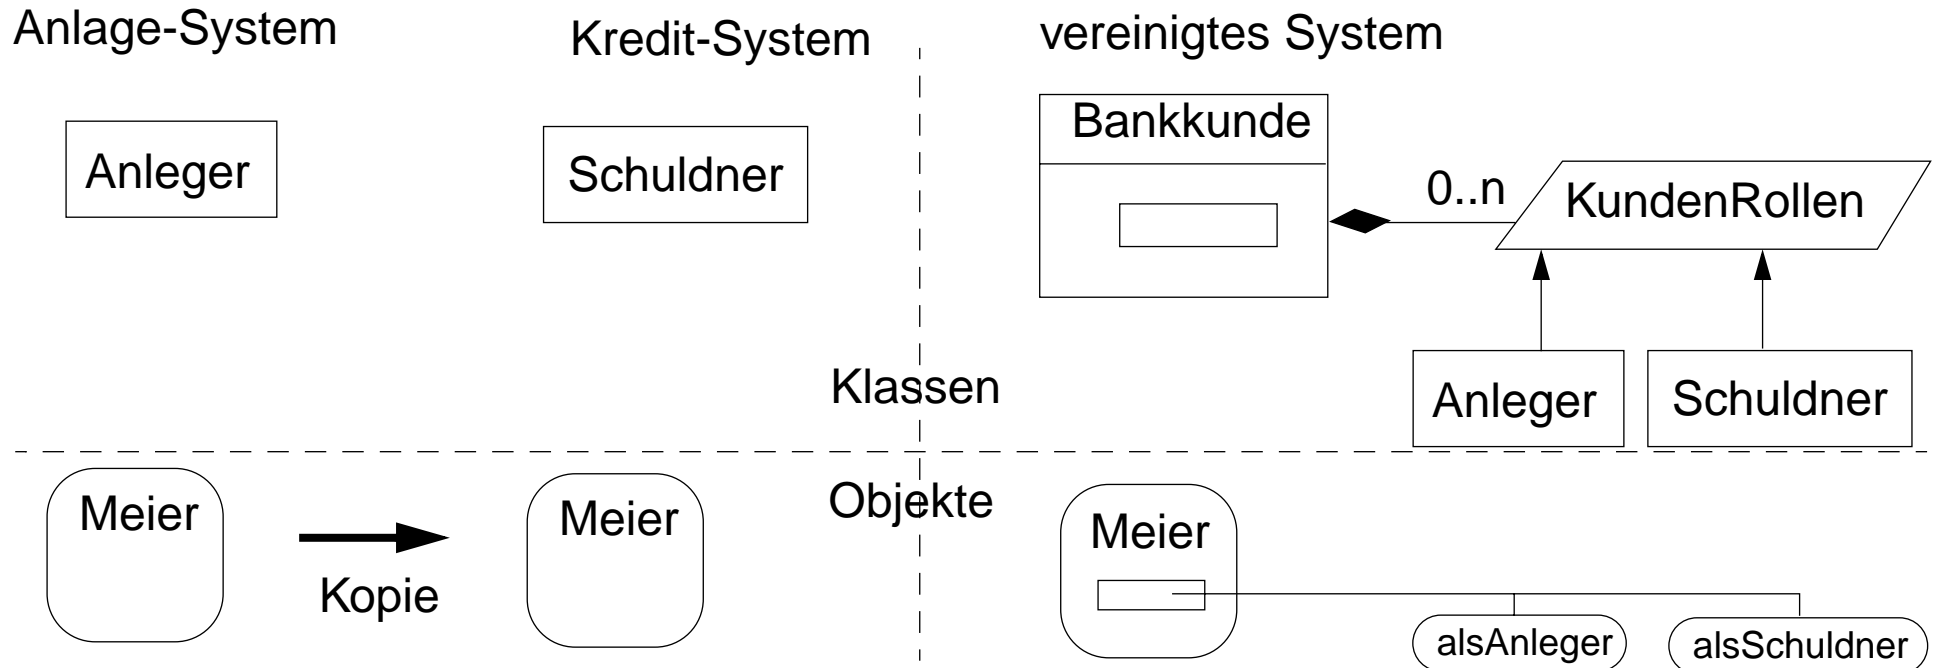 Anlage-System
Kredit-System
vereinigtes System
Anleger
Schuldner
Bankkunde
0..n
KundenRollen
Klassen
Anleger
Schuldner
Meier
Kopie
Meier
Objekte
Meier
alsAnleger
alsSchuldner